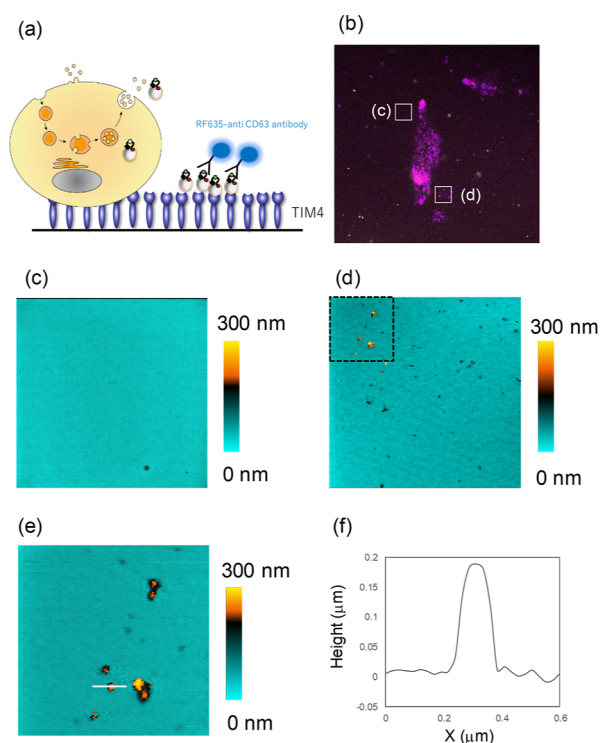 (a)
RF635-anti CD63 antibody
TIM4
(b)
(c)
(d)
(c)
300 nm
0 nm
(d)
300 nm
0 nm
(e)
300 nm
0 nm
(f)
Height (μm)
0.2
0.15
0.1
0.05
0
-0.05
0
0.2
0.4
0.6
X (μm)